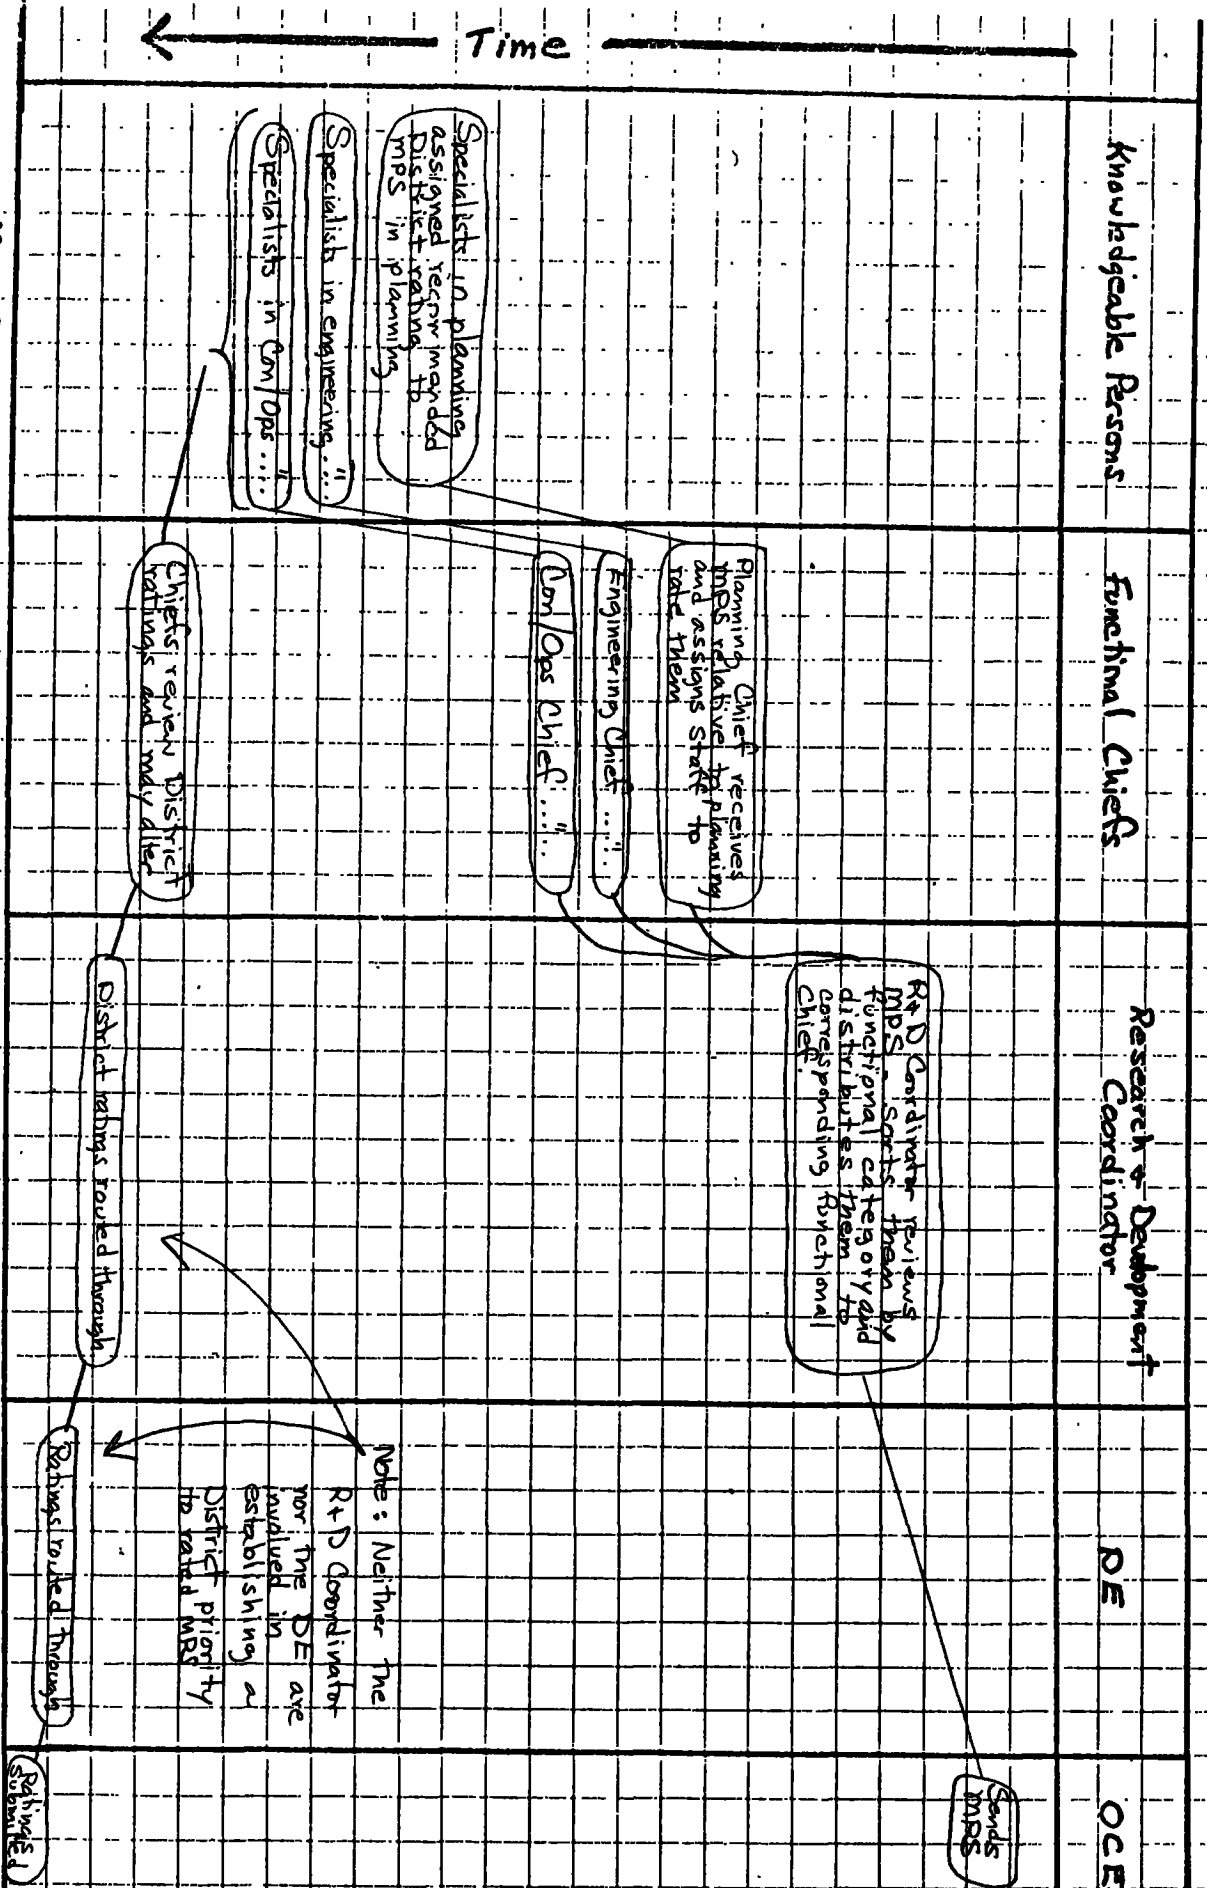 Time
Knowledgeable Persons
Functional Chiefs
Research & Development
Coordinator
DE
OCE
Sends
MPS
R+D Coordinator reviews
MPS - Sorts them by
functional category and
distributes them to
corresponding functional
Chief.
Planning Chief receives
MPS relative to planning
and assigns staff to
rate them
Engineering Chief ....."...
Con/Ops Chief ....."...
Specialists in planning
assigned recommended
District rating to
MPS in planning
Specialists in engineering ...."....
Specialists in Con/Ops ...."....
Chiefs review District
ratings and may alter
District ratings routed through
Note: Neither the
R+D Coordinator
nor the DE are
involved in
establishing a
District priority
to rated MPS
Ratings routed through
Ratings
submitted